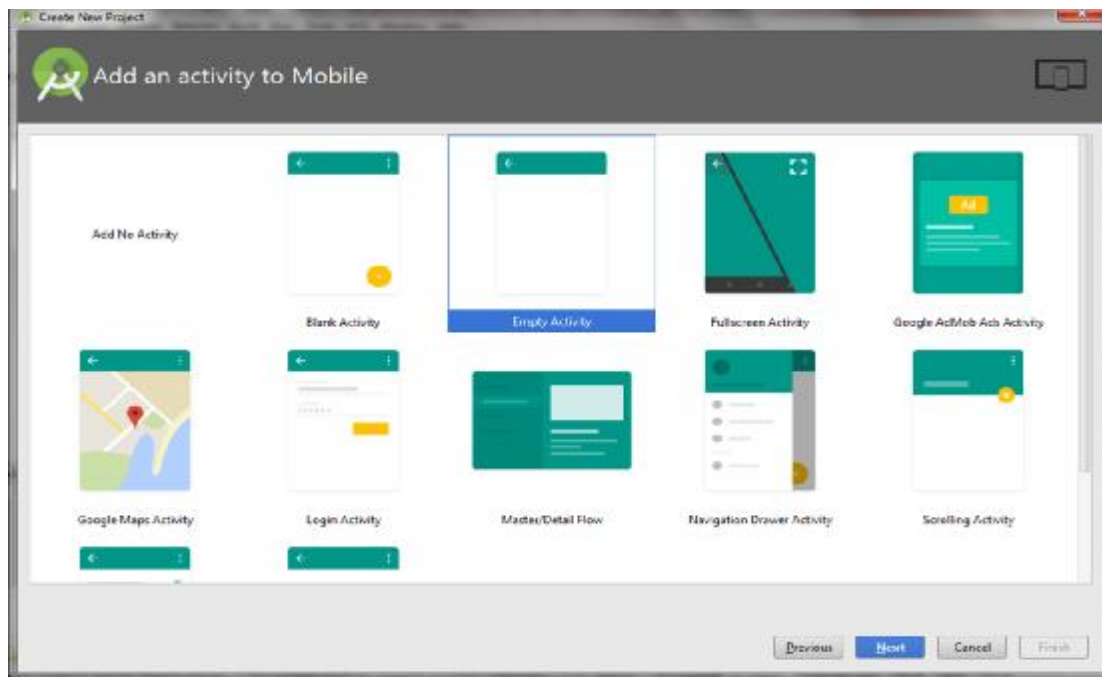 Create New Project
Add an activity to Mobile
Add No Activity
Ad
Blank Activity
Empty Activity
Fullscreen Activity
Google AdMob Ads Activity
Google Maps Activity
Login Activity
Master/Detail Flow
Navigation Drawer Activity
Scrolling Activity
Previous
Next
Cancel
Finish